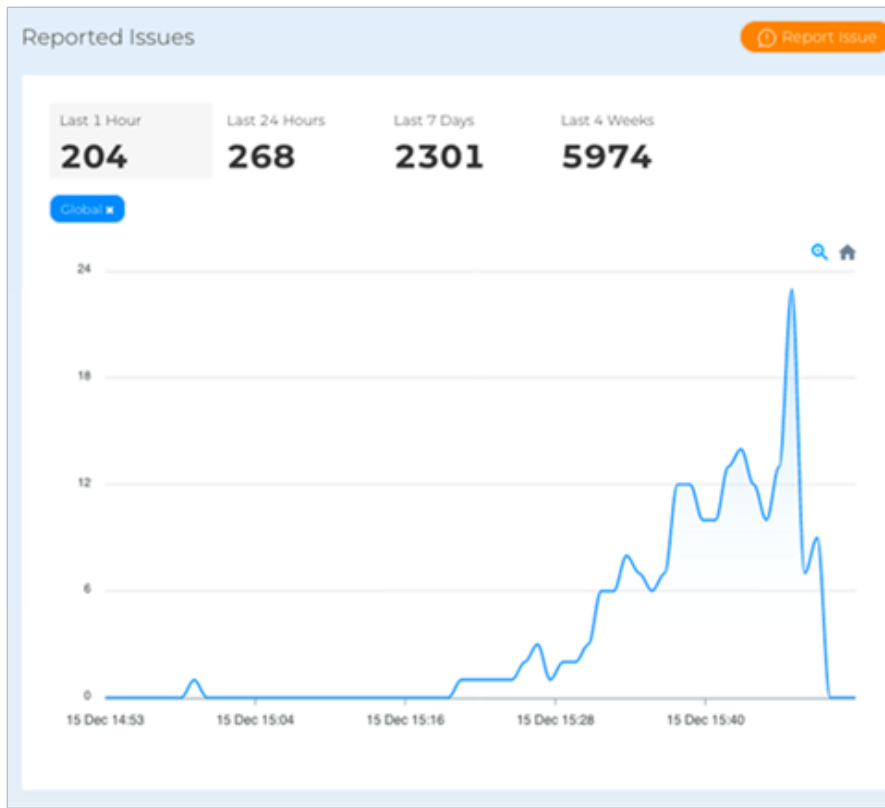 Reported Issues
Report Issue
Last 1 Hour
Last 24 Hours
Last 7 Days
Last 4 Weeks
204
268
2301
5974
Global ×
24
18
12
6
0
15 Dec 14:53
15 Dec 15:04
15 Dec 15:16
15 Dec 15:28
15 Dec 15:40